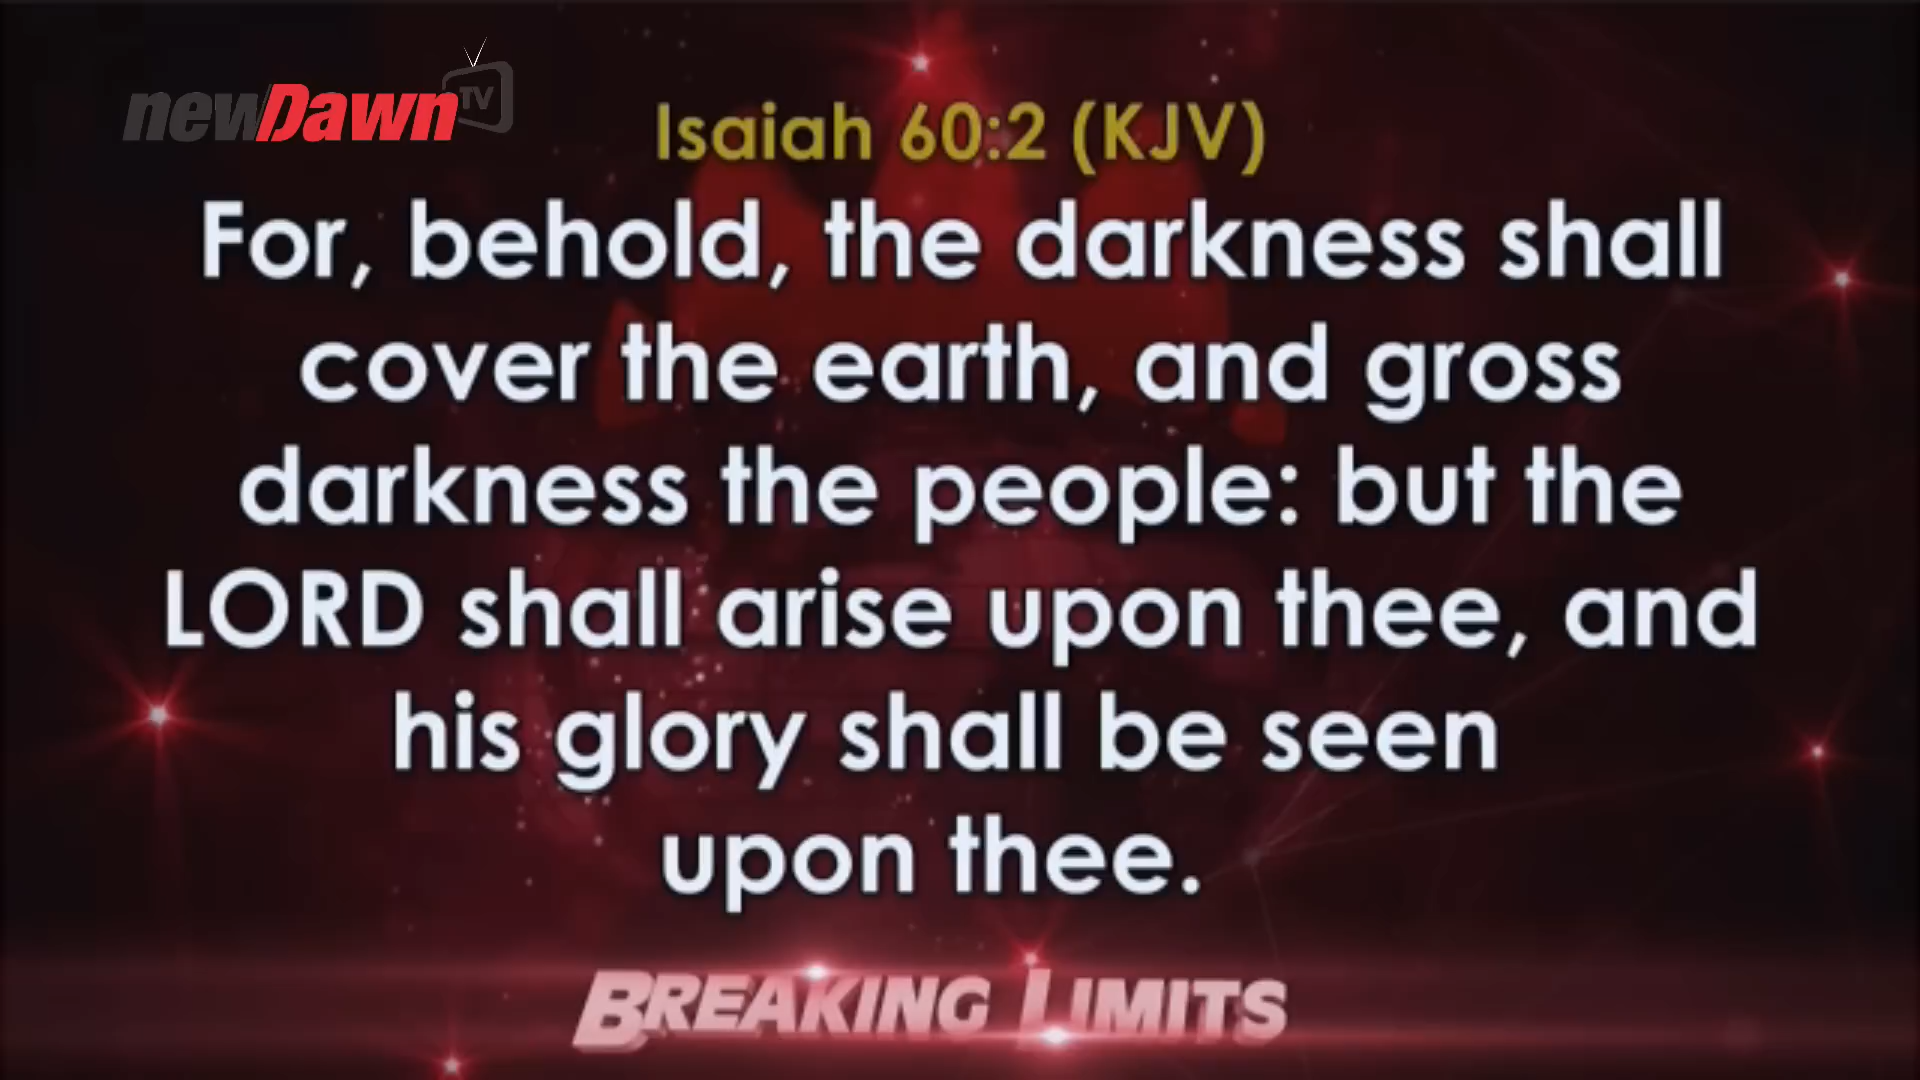 newDawn TV
Isaiah 60:2 (KJV)
For, behold, the darkness shall
cover the earth, and gross
darkness the people: but the
LORD shall arise upon thee, and
his glory shall be seen
upon thee.
BREAKING LIMITS